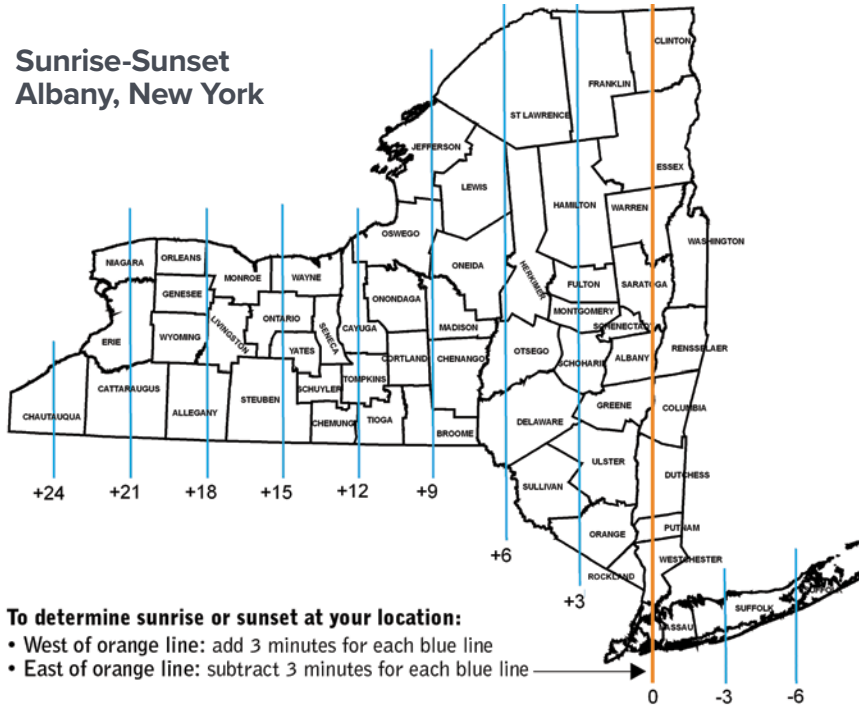 Sunrise-Sunset
Albany, New York
CLINTON
FRANKLIN
ST LAWRENCE
JEFFERSON
ESSEX
LEWIS
HAMILTON
WARREN
OSWEGO
WASHINGTON
ORLEANS
NIAGARA
MONROE
WAYNE
ONEIDA
HERKIMER
FULTON
SARATOGA
GENESEE
ONONDAGA
MONTGOMERY
ONTARIO
LIVINGSTON
SENECA
CAYUGA
MADISON
SCHENECTADY
ERIE
WYOMING
YATES
OTSEGO
RENSSELAER
CORTLAND
CHENANGO
SCHOHARIE
ALBANY
CATTARAUGUS
SCHUYLER
TOMPKINS
STEUBEN
GREENE
COLUMBIA
CHAUTAUQUA
ALLEGANY
CHEMUNG
TIOGA
DELAWARE
BROOME
ULSTER
DUTCHESS
SULLIVAN
+24
+21
+18
+15
+12
+9
PUTNAM
ORANGE
+6
WESTCHESTER
ROCKLAND
+3
SUFFOLK
SUFFOLK
NASSAU
To determine sunrise or sunset at your location:
• West of orange line: add 3 minutes for each blue line
• East of orange line: subtract 3 minutes for each blue line
0
-3
-6